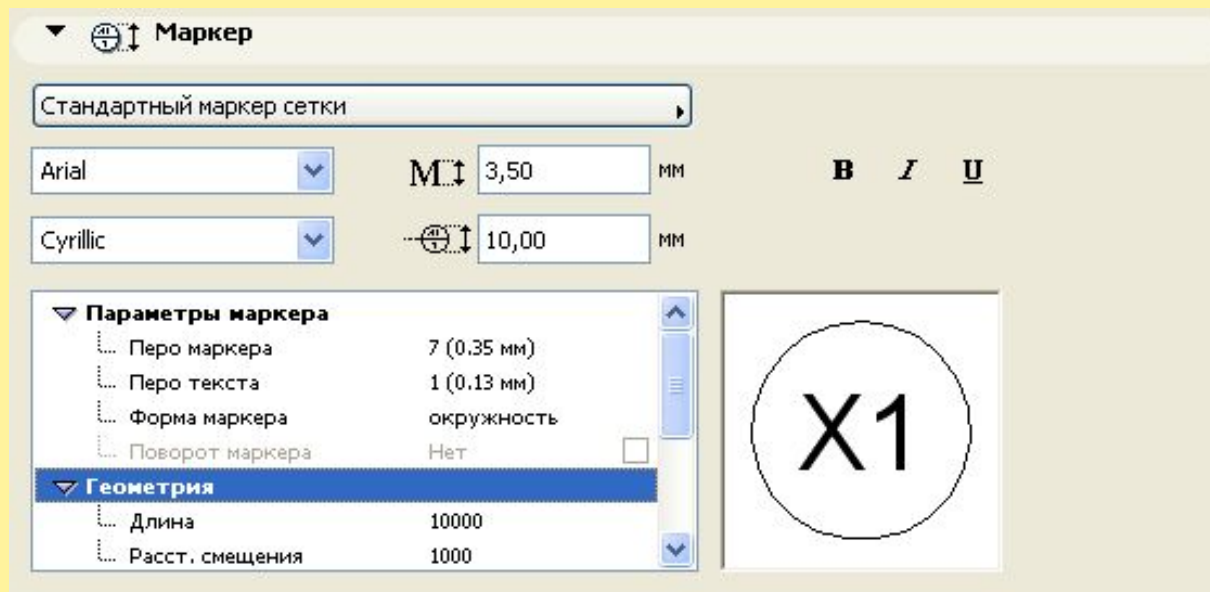 Маркер
Стандартный маркер сетки
Arial 3,50 мм B I U
Cyrillic 10,00 мм
Параметры маркера
Перо маркера 7 (0.35 мм)
Перо текста 1 (0.13 мм)
Форма маркера окружность
Поворот маркера Нет
Геометрия
Длина 10000
Расст. смещения 1000
X1